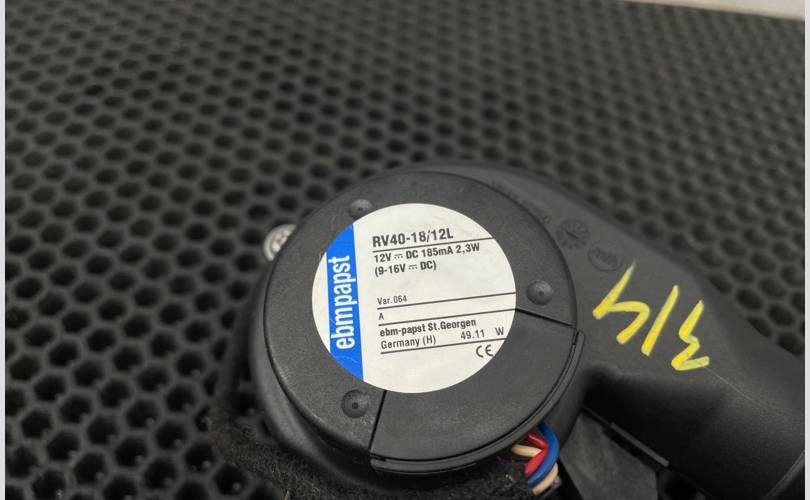 ebmpapst
RV40-18/12L
12V ⎓ DC 185mA 2,3W
(9-16V ⎓ DC)
Var.064
A
ebm-papst St.Georgen
Germany (H) 49.11 W
CE
3/4